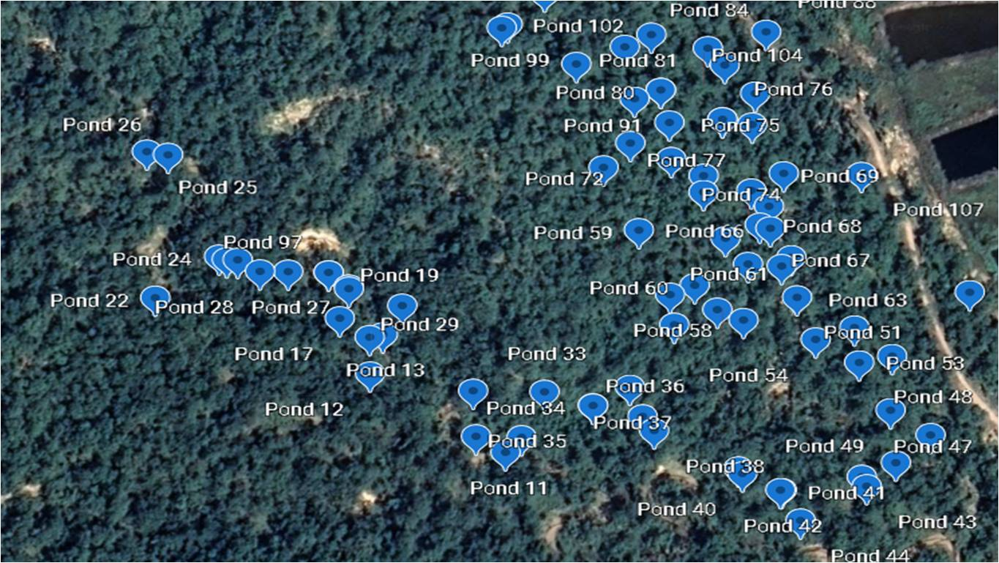 Pond 84
Pond 88
Pond 102
Pond 99
Pond 81
Pond 104
Pond 80
Pond 76
Pond 26
Pond 91
Pond 75
Pond 77
Pond 72
Pond 69
Pond 25
Pond 74
Pond 107
Pond 59
Pond 66
Pond 68
Pond 97
Pond 24
Pond 67
Pond 19
Pond 61
Pond 60
Pond 22
Pond 28
Pond 27
Pond 63
Pond 29
Pond 58
Pond 51
Pond 17
Pond 33
Pond 53
Pond 13
Pond 54
Pond 36
Pond 48
Pond 12
Pond 34
Pond 37
Pond 35
Pond 49
Pond 47
Pond 38
Pond 11
Pond 41
Pond 40
Pond 42
Pond 43
Pond 44